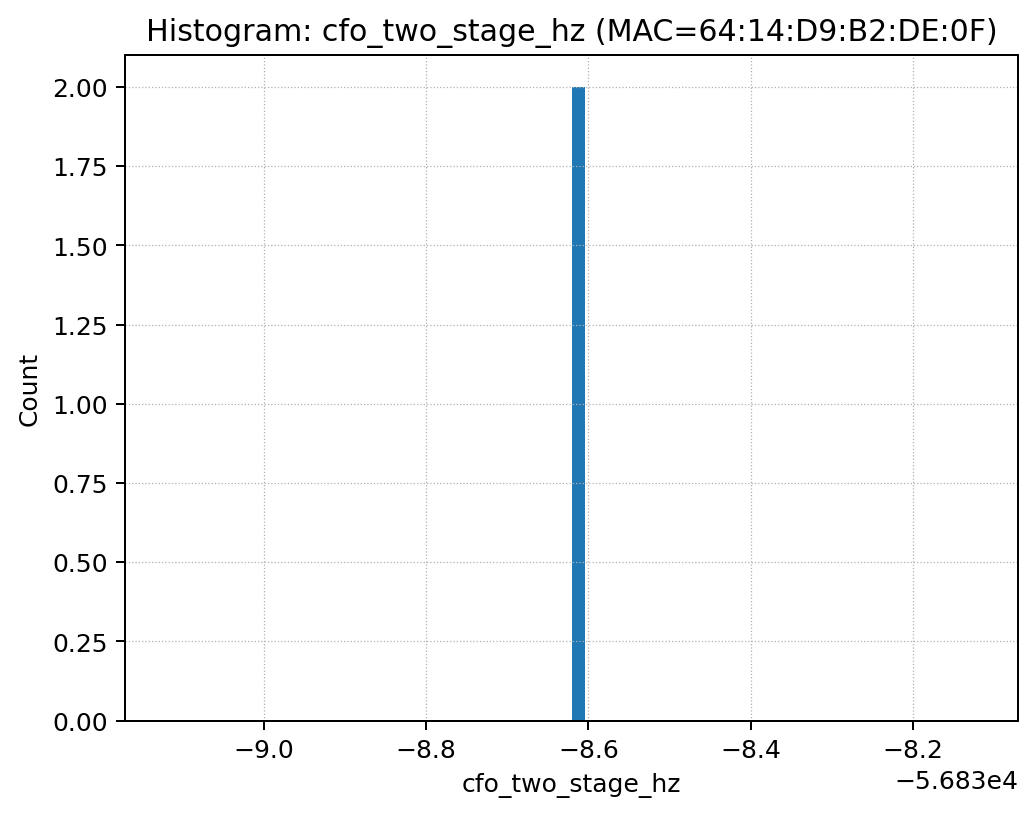 Histogram: cfo_two_stage_hz (MAC=64:14:D9:B2:DE:0F)
2.00
1.75
1.50
1.25
1.00
0.75
0.50
0.25
0.00
Count
−9.0 −8.8 −8.6 −8.4 −8.2
cfo_two_stage_hz
−5.683e4